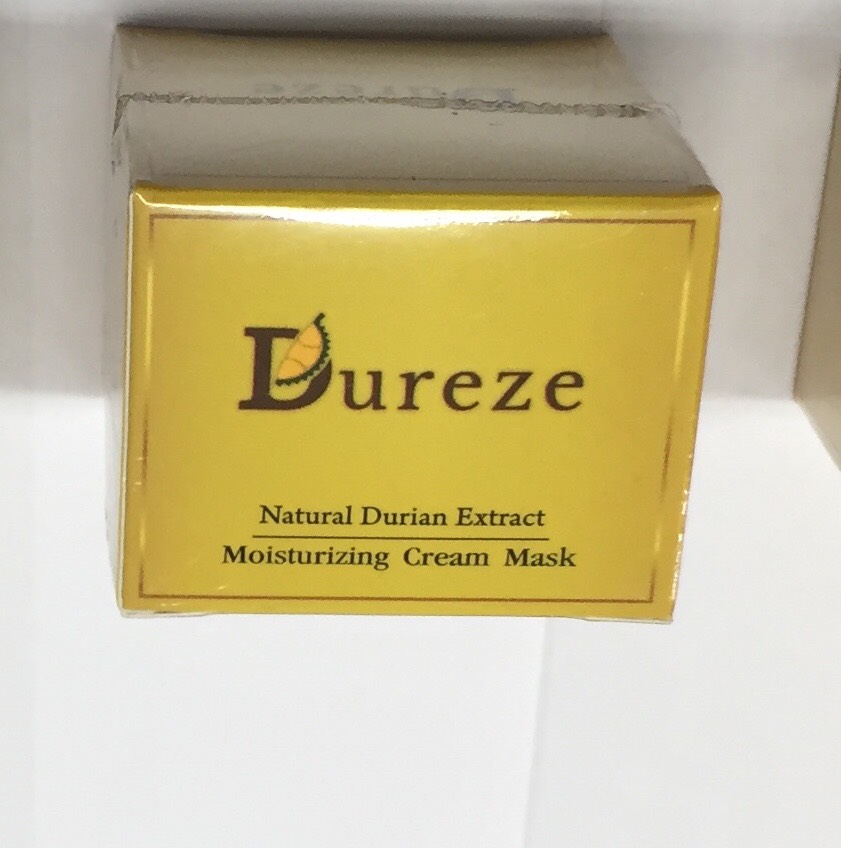 Dureze
Natural Durian Extract
Moisturizing Cream Mask